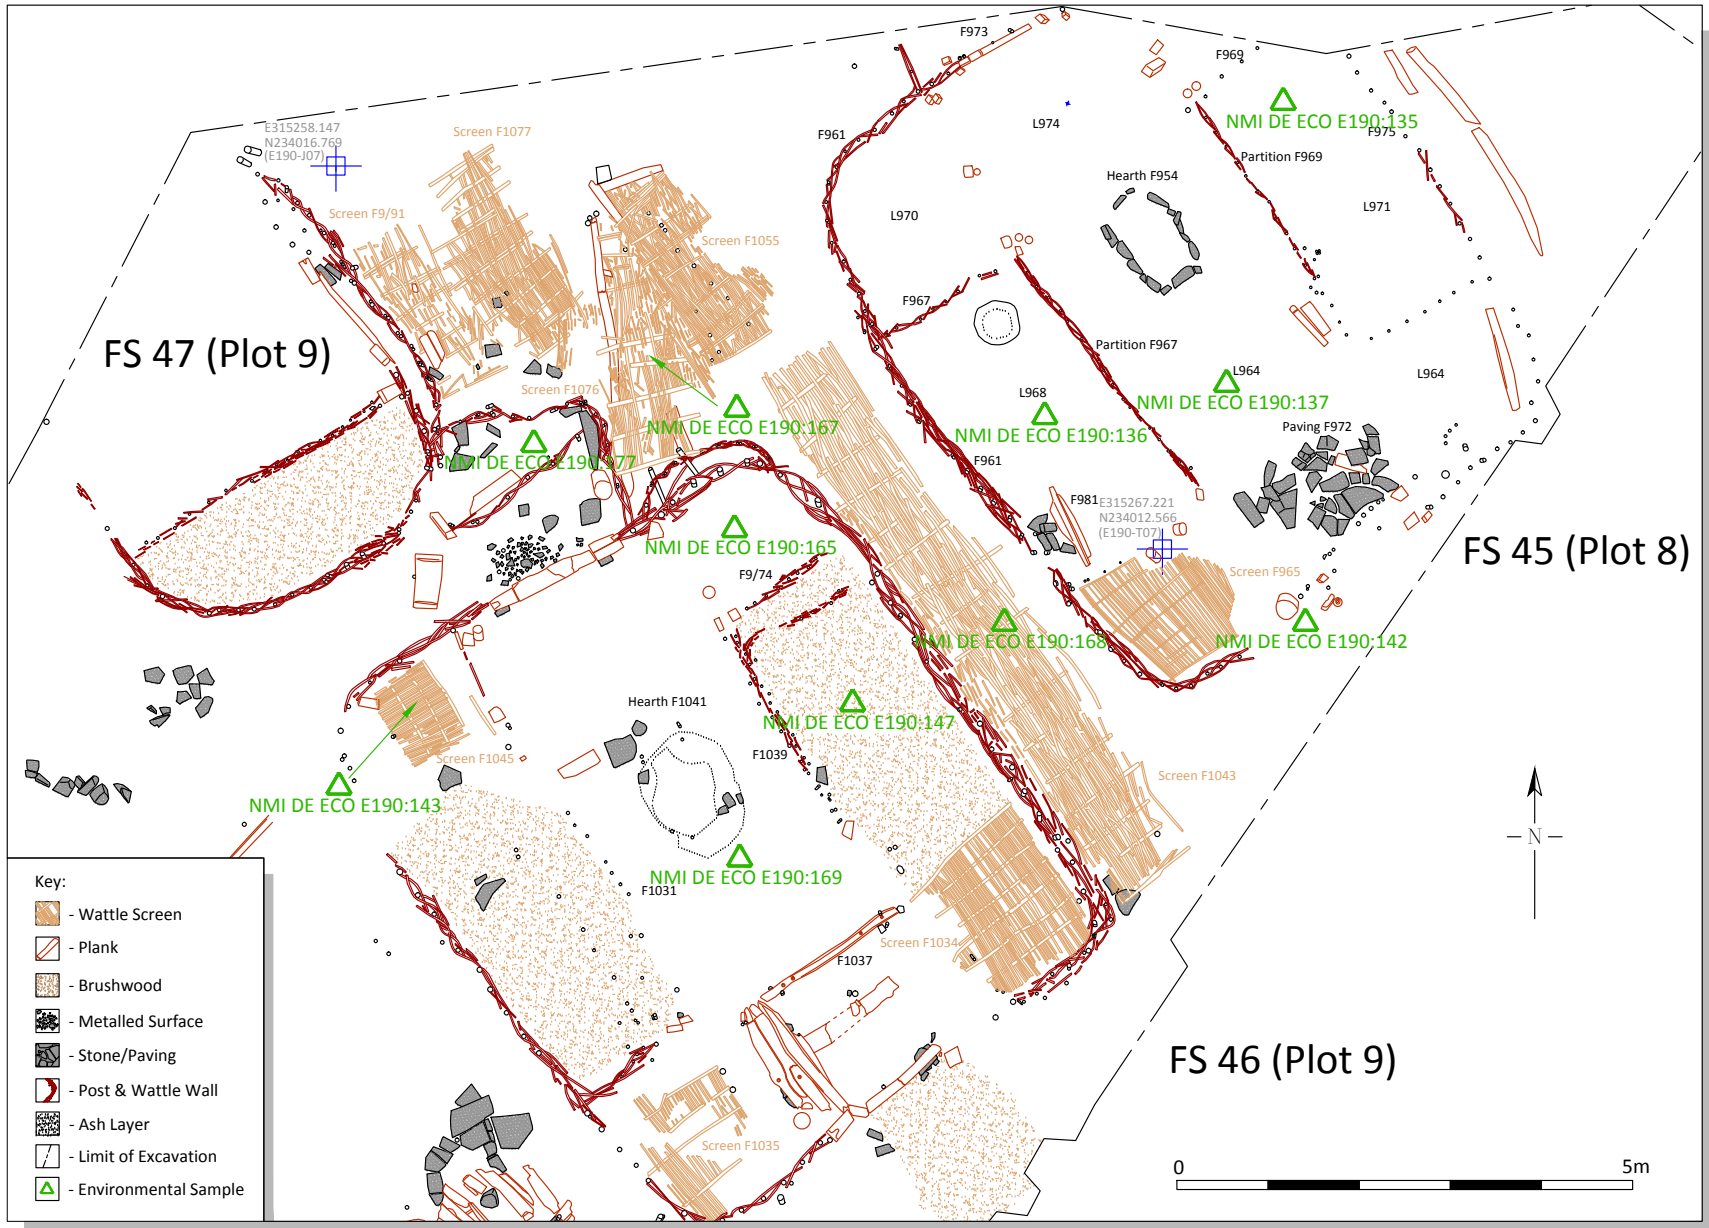 F973
F969
NMI DE ECO E190:135
E315258.147
N234016.769
(E190-J07)
Screen F1077
F961
L974
F975
Partition F969
Hearth F954
Screen F9/91
L970
L971
Screen F1055
F967
FS 47 (Plot 9)
Partition F967
Screen F1076
L968
L964
L964
NMI DE ECO E190:137
NMI DE ECO E190:167
NMI DE ECO E190:136
Paving F972
NMI DE ECO E190:177
F961
F981
E315267.221
N234012.566
(E190-T07)
NMI DE ECO E190:165
FS 45 (Plot 8)
F9/74
Screen F965
NMI DE ECO E190:168
NMI DE ECO E190:142
Hearth F1041
NMI DE ECO E190:147
Screen F1045
F1039
Screen F1043
NMI DE ECO E190:143
N
NMI DE ECO E190:169
F1031
Screen F1034
F1037
FS 46 (Plot 9)
Screen F1035
Key:
- Wattle Screen
- Plank
- Brushwood
- Metalled Surface
- Stone/Paving
- Post & Wattle Wall
- Ash Layer
- Limit of Excavation
- Environmental Sample
0
5m